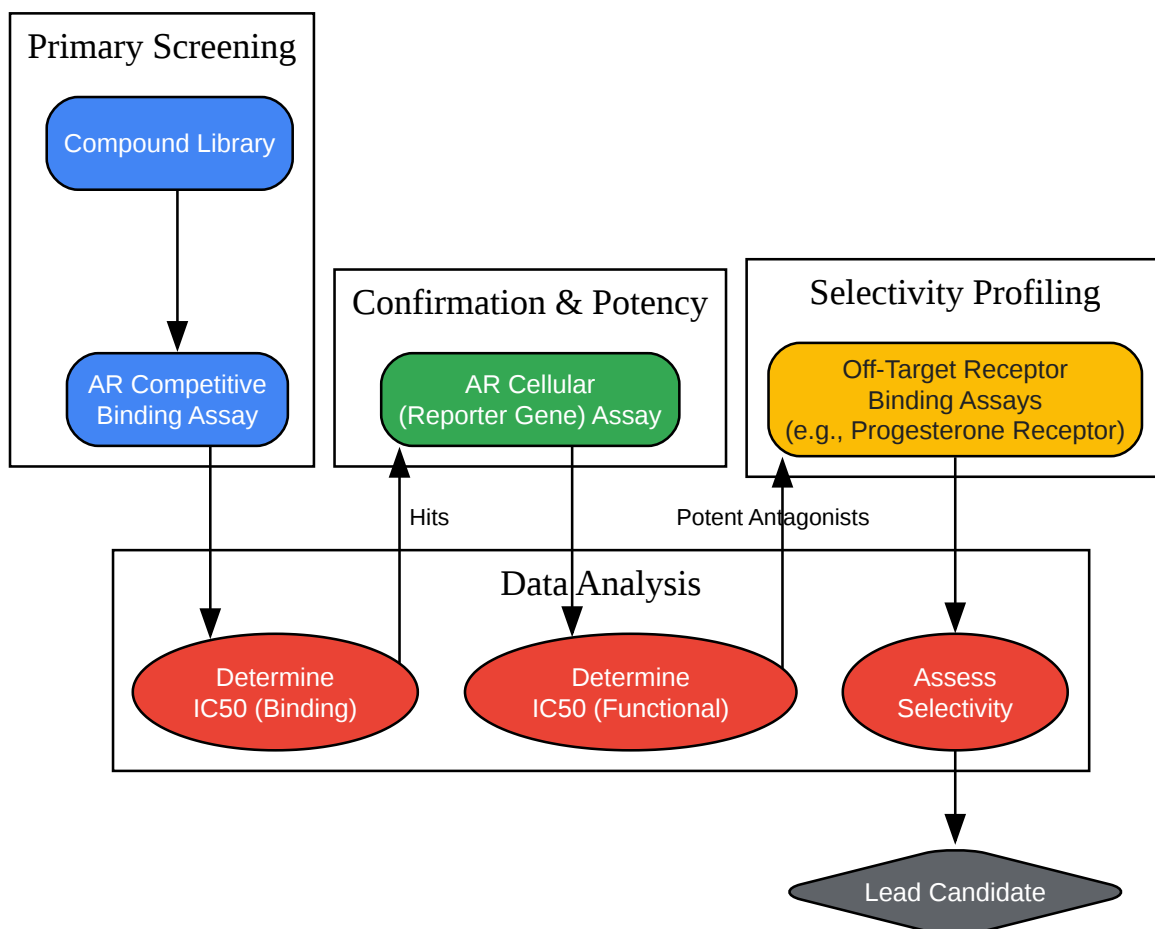 Primary Screening
Compound Library
AR Competitive
Binding Assay
Confirmation & Potency
AR Cellular
(Reporter Gene) Assay
Selectivity Profiling
Off-Target Receptor
Binding Assays
(e.g., Progesterone Receptor)
Hits
Potent Antagonists
Data Analysis
Determine
IC50 (Binding)
Determine
IC50 (Functional)
Assess
Selectivity
Lead Candidate